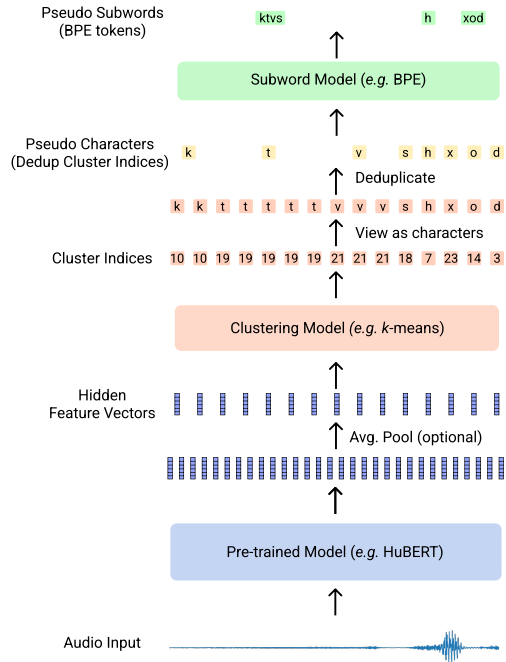 Pseudo Subwords
(BPE tokens)
ktvs h xod
Subword Model (e.g. BPE)
Pseudo Characters
(Dedup Cluster Indices)
k t v s h x o d
Deduplicate
k k t t t t t v v v s h x o d
View as characters
Cluster Indices
10 10 19 19 19 19 19 21 21 21 18 7 23 14 3
Clustering Model (e.g. k-means)
Hidden
Feature Vectors
Avg. Pool (optional)
Pre-trained Model (e.g. HuBERT)
Audio Input